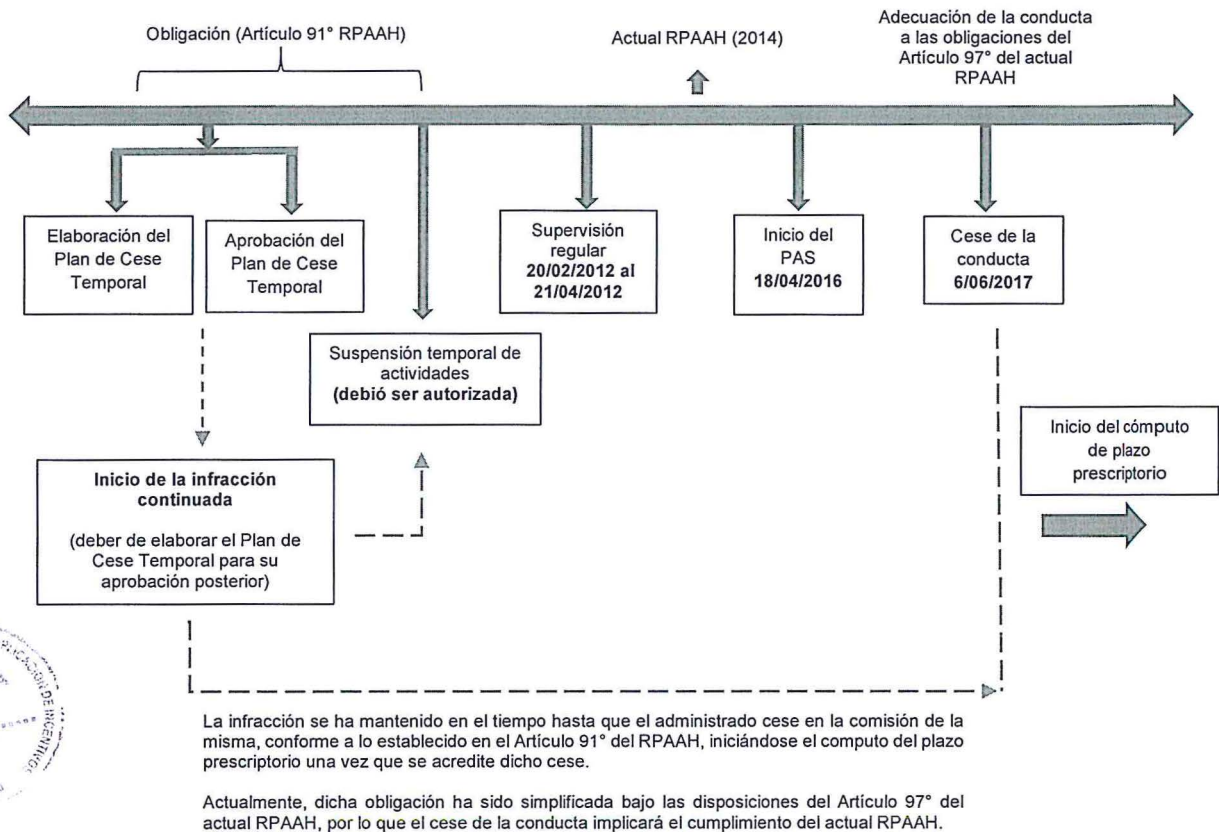 Obligación (Artículo 91° RPAAH)
Actual RPAAH (2014)
Adecuación de la conducta
a las obligaciones del
Artículo 97° del actual
RPAAH
Elaboración del
Plan de Cese
Temporal
Aprobación del
Plan de Cese
Temporal
Supervisión
regular
20/02/2012 al
21/04/2012
Inicio del
PAS
18/04/2016
Cese de la
conducta
6/06/2017
Suspensión temporal de
actividades
(debió ser autorizada)
Inicio del cómputo
de plazo
prescriptorio
Inicio de la infracción
continuada
(deber de elaborar el Plan de
Cese Temporal para su
aprobación posterior)
DE INCENTIVOS
La infracción se ha mantenido en el tiempo hasta que el administrado cese en la comisión de la
misma, conforme a lo establecido en el Artículo 91° del RPAAH, iniciándose el computo del plazo
prescriptorio una vez que se acredite dicho cese.
Actualmente, dicha obligación ha sido simplificada bajo las disposiciones del Artículo 97° del
actual RPAAH, por lo que el cese de la conducta implicará el cumplimiento del actual RPAAH.